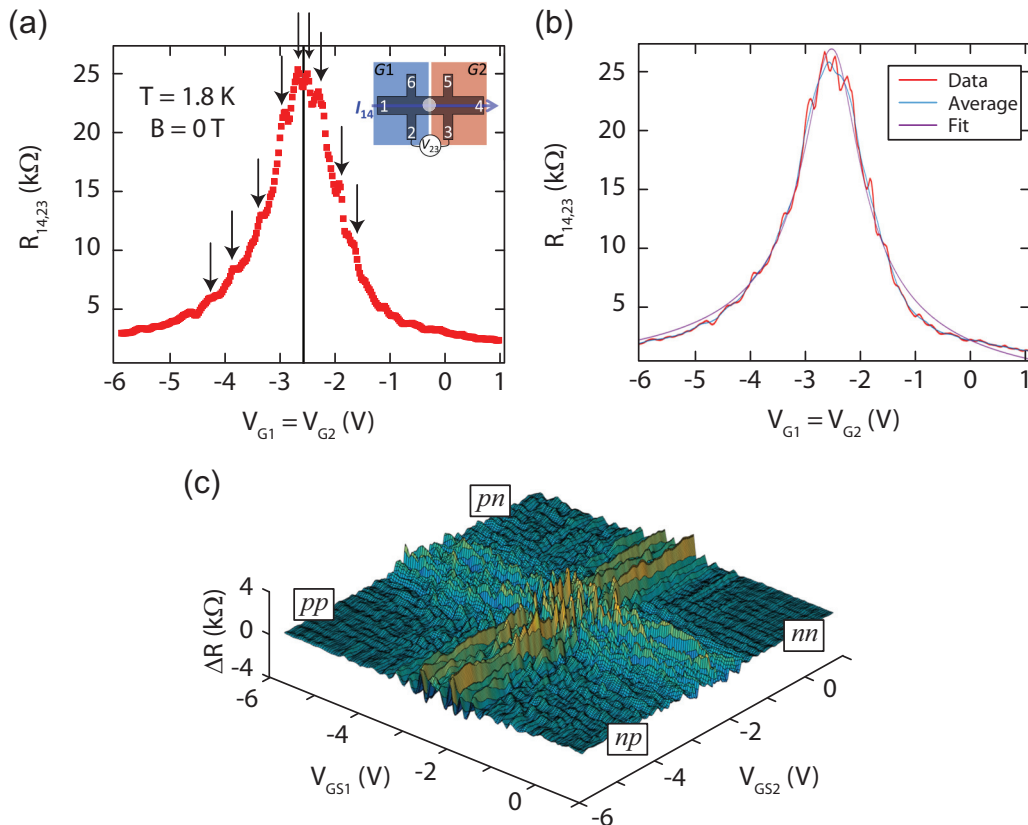 (a)
T = 1.8 K
B = 0 T
G1
G2
6
5
I14
1
4
2
V23
3
R14,23 (kΩ)
25
20
15
10
5
-6
-5
-4
-3
-2
-1
0
1
VG1 = VG2 (V)
(b)
Data
Average
Fit
R14,23 (kΩ)
25
20
15
10
5
-6
-5
-4
-3
-2
-1
0
1
VG1 = VG2 (V)
(c)
pn
pp
nn
np
ΔR (kΩ)
4
0
-4
-6
-4
-2
0
VGS1 (V)
-6
-4
-2
0
VGS2 (V)